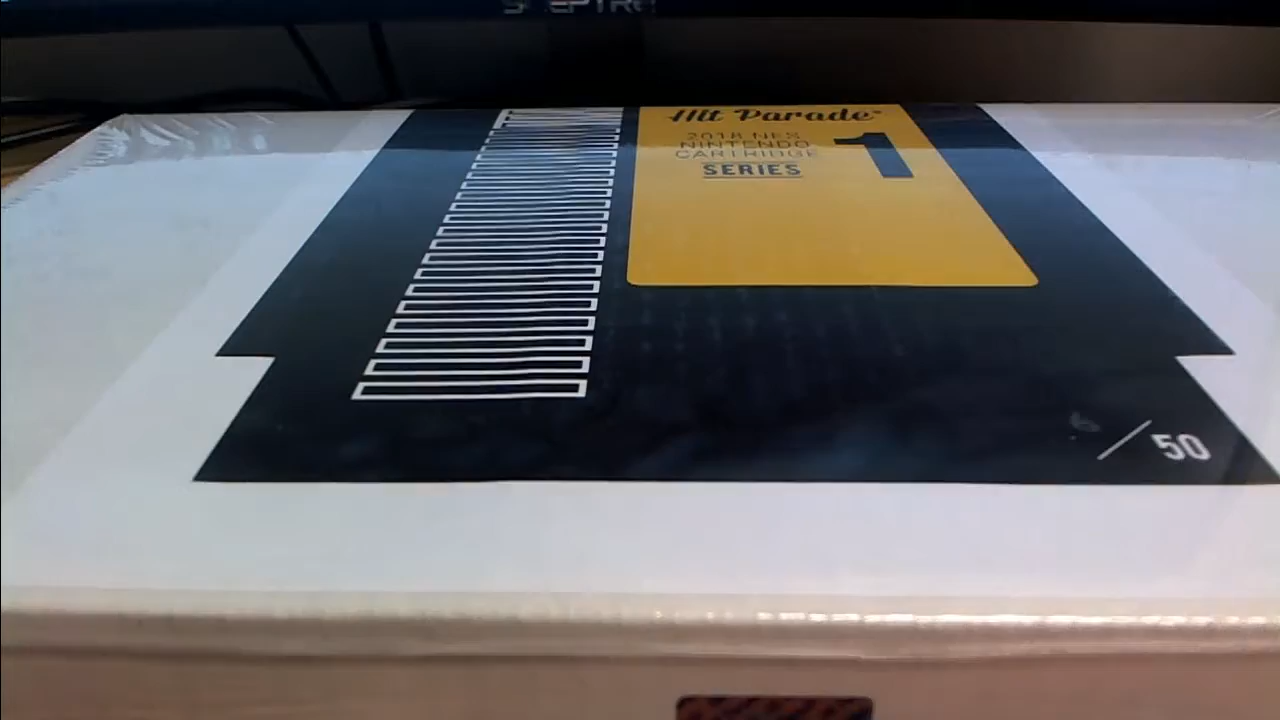 Hit Parade
2018 NES
NINTENDO
CARTRIDGE
SERIES
1
/50